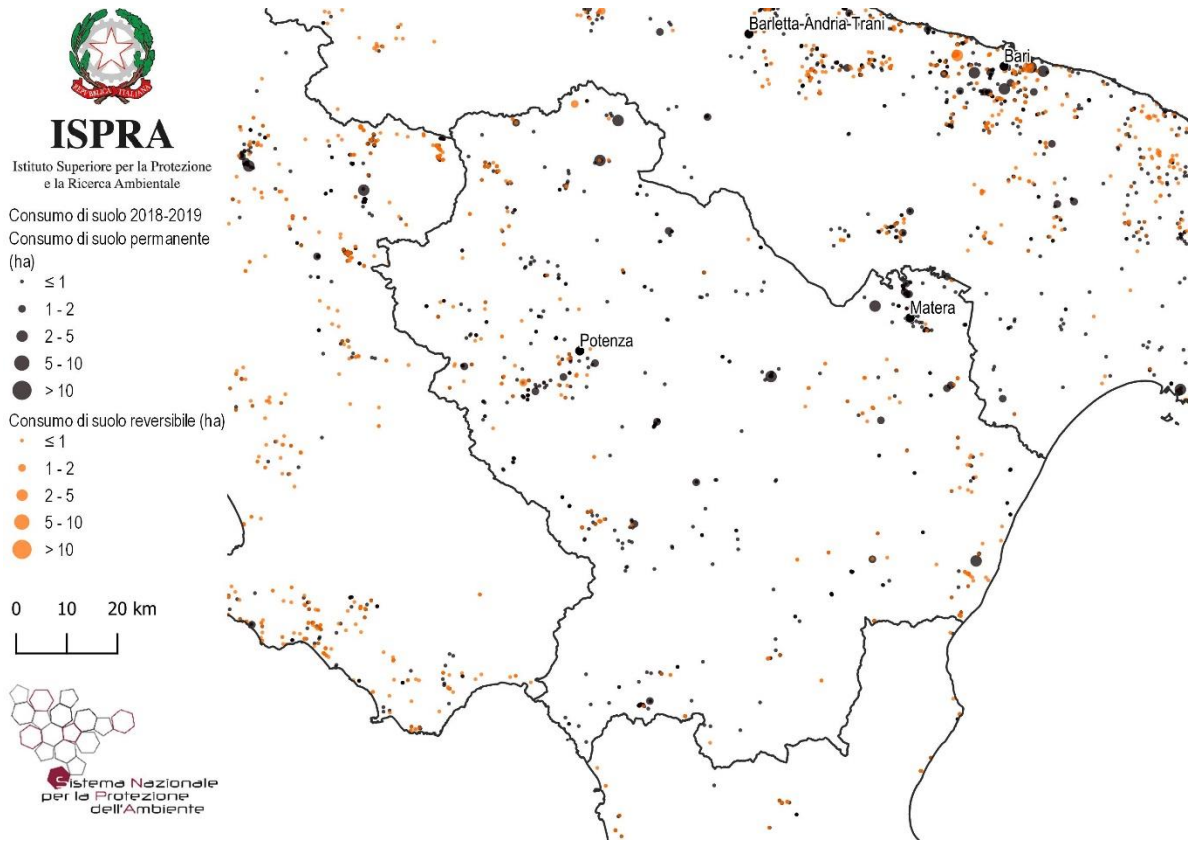 REPVBBLICA ITALIANA
ISPRA
Istituto Superiore per la Protezione
e la Ricerca Ambientale
Consumo di suolo 2018-2019
Consumo di suolo permanente
(ha)
≤ 1
1 - 2
2 - 5
5 - 10
> 10
Consumo di suolo reversibile (ha)
≤ 1
1 - 2
2 - 5
5 - 10
> 10
0 10 20 km
Sistema Nazionale
per la Protezione
dell'Ambiente
Barletta-Andria-Trani
Bari
Matera
Potenza